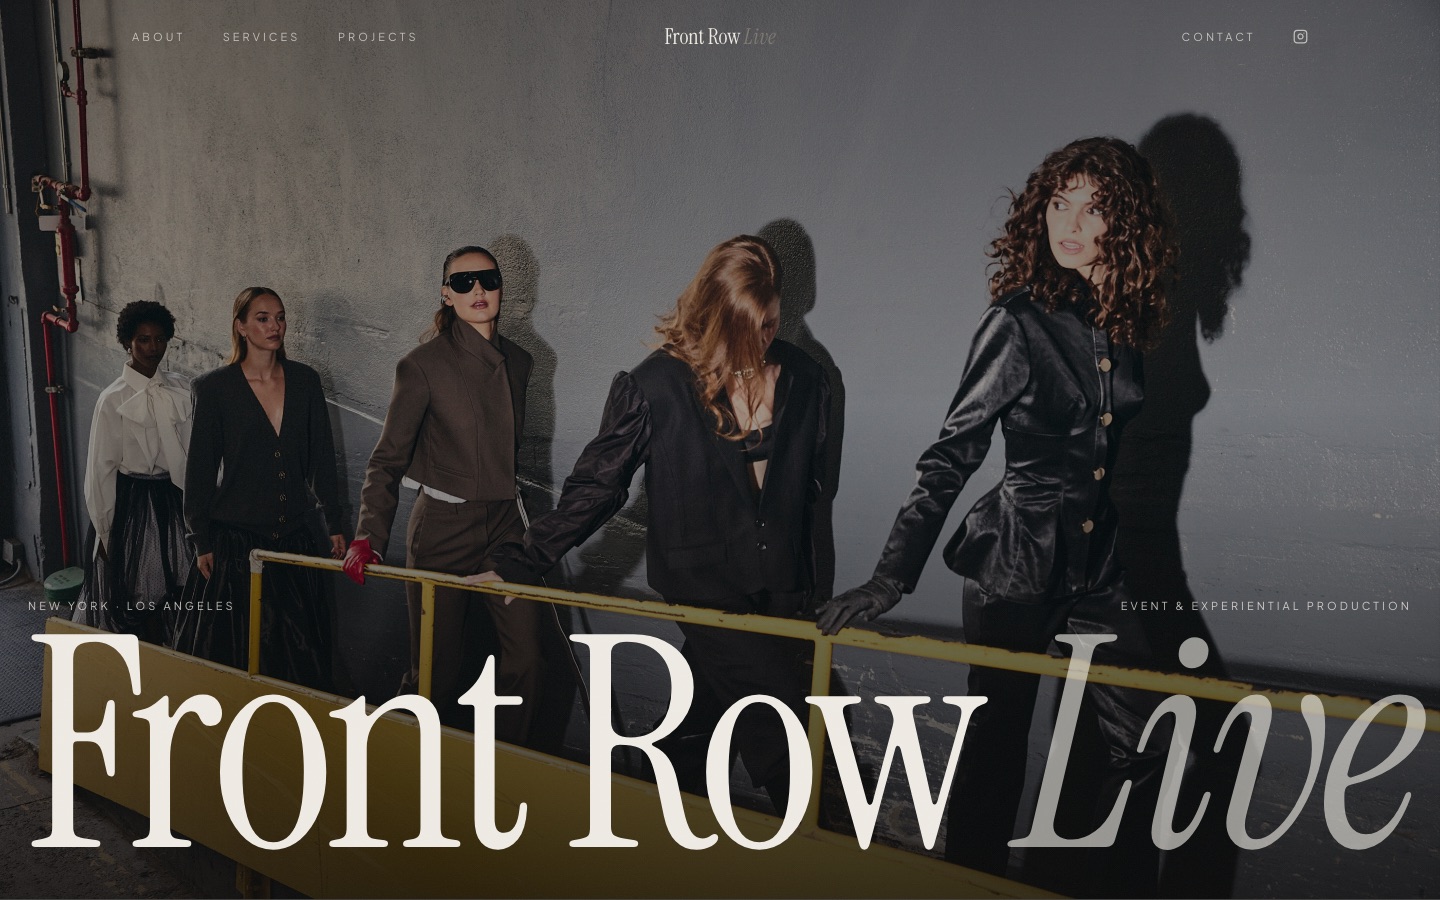 ABOUT SERVICES PROJECTS Front Row Live CONTACT
NEW YORK · LOS ANGELES EVENT & EXPERIENTIAL PRODUCTION
Front Row Live